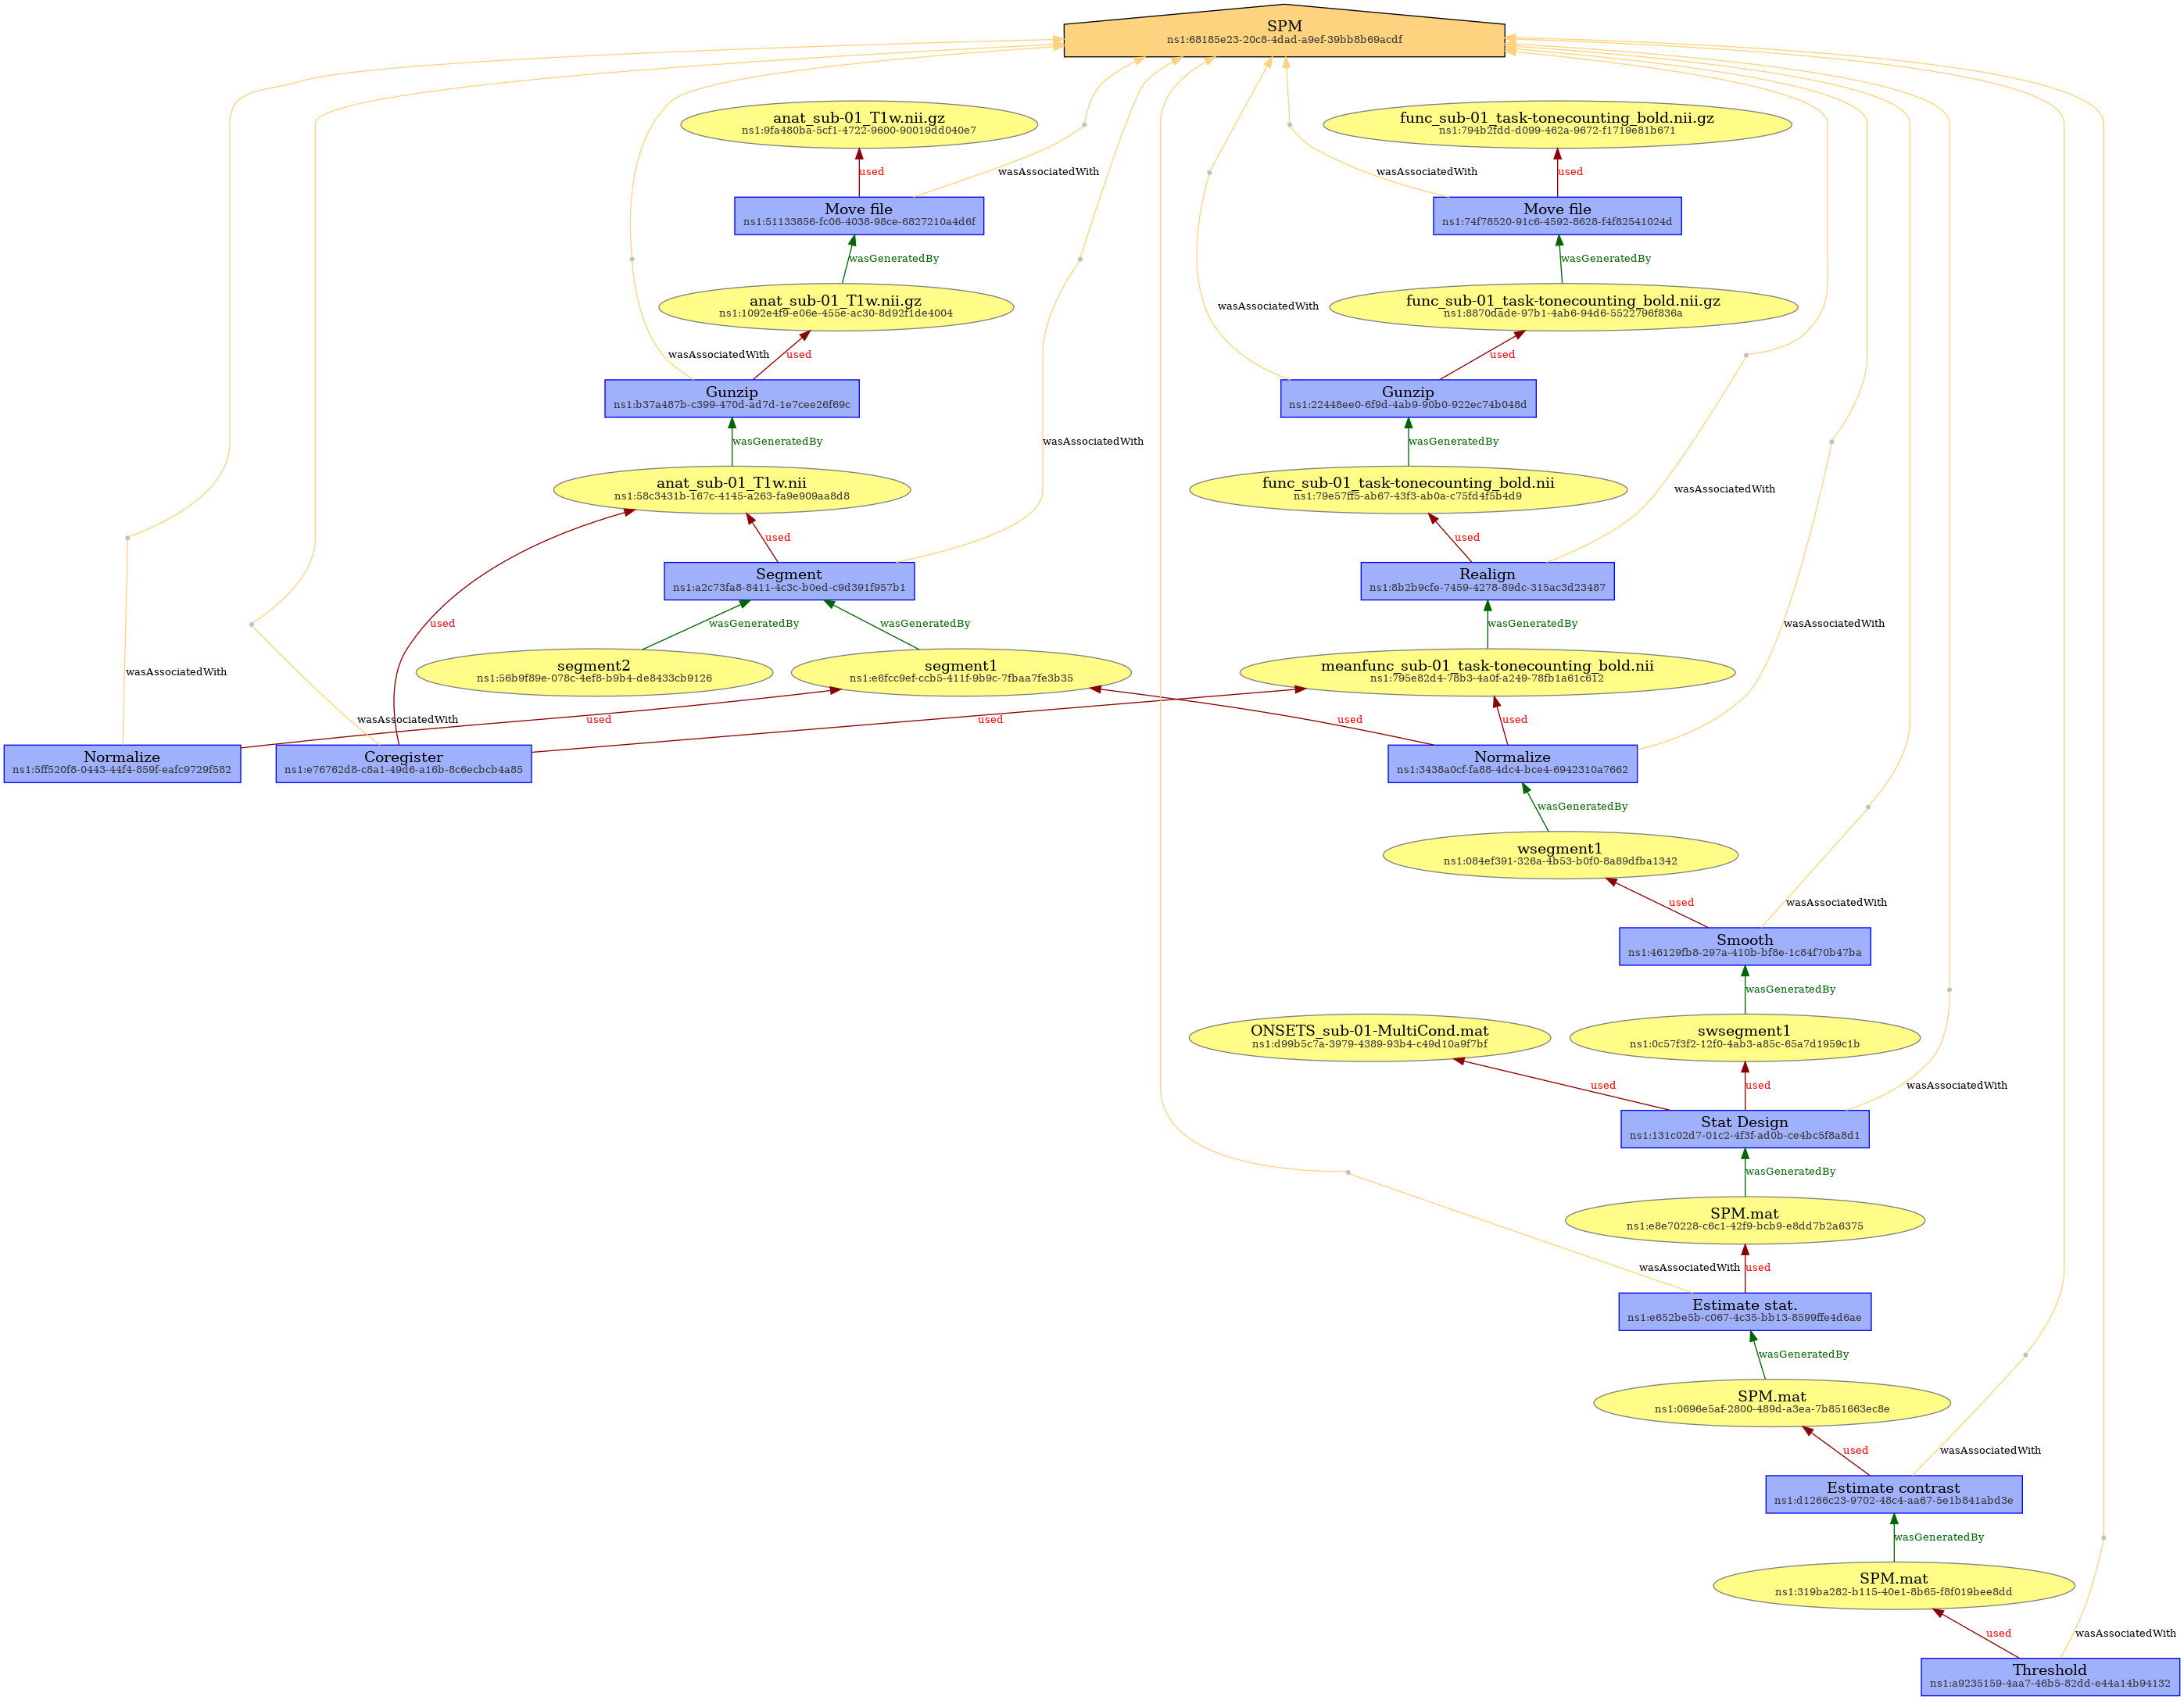 SPM
ns1:68185e23-20c8-4dad-a9ef-39bb8b69acdf
anat_sub-01_T1w.nii.gz
ns1:9fa480ba-5cf1-4722-9600-90019dd040e7
func_sub-01_task-tonecounting_bold.nii.gz
ns1:794b2fdd-d099-462a-9672-f1719e81b671
used
wasAssociatedWith
wasAssociatedWith
used
Move file
ns1:51133856-fc06-4038-98ce-6827210a4d6f
Move file
ns1:74f78520-91c6-4592-8628-f4f82541024d
wasGeneratedBy
wasGeneratedBy
anat_sub-01_T1w.nii.gz
ns1:1092e4f9-e06e-455e-ac30-8d92f1de4004
wasAssociatedWith
func_sub-01_task-tonecounting_bold.nii.gz
ns1:8870dade-97b1-4ab6-94d6-5522796f836a
wasAssociatedWith
used
used
Gunzip
ns1:b37a487b-c399-470d-ad7d-1e7cee26f69c
Gunzip
ns1:22448ee0-6f9d-4ab9-90b0-922ec74b048d
wasGeneratedBy
wasAssociatedWith
wasGeneratedBy
anat_sub-01_T1w.nii
ns1:58c3431b-167c-4145-a263-fa9e909aa8d8
func_sub-01_task-tonecounting_bold.nii
ns1:79e57ff5-ab67-43f3-ab0a-c75fd4f5b4d9
wasAssociatedWith
used
used
Segment
ns1:a2c73fa8-8411-4c3c-b0ed-c9d391f957b1
Realign
ns1:8b2b9cfe-7459-4278-89dc-315ac3d23487
used
wasGeneratedBy
wasGeneratedBy
wasGeneratedBy
wasAssociatedWith
wasAssociatedWith
segment2
ns1:56b9f89e-078c-4ef8-b9b4-de8433cb9126
segment1
ns1:e6fcc9ef-ccb5-411f-9b9c-7fbaa7fe3b35
meanfunc_sub-01_task-tonecounting_bold.nii
ns1:795e82d4-78b3-4a0f-a249-78fb1a61c612
wasAssociatedWith
used
used
used
used
Normalize
ns1:5ff520f8-0443-44f4-859f-eafc9729f582
Coregister
ns1:e76762d8-c8a1-49d6-a16b-8c6ecbcb4a85
Normalize
ns1:3438a0cf-fa88-4dc4-bce4-6942310a7662
wasGeneratedBy
wsegment1
ns1:084ef391-326a-4b53-b0f0-8a89dfba1342
used
wasAssociatedWith
Smooth
ns1:46129fb8-297a-410b-bf8e-1c84f70b47ba
wasGeneratedBy
ONSETS_sub-01-MultiCond.mat
ns1:d99b5c7a-3979-4389-93b4-c49d10a9f7bf
swsegment1
ns1:0c57f3f2-12f0-4ab3-a85c-65a7d1959c1b
used
used
wasAssociatedWith
Stat Design
ns1:131c02d7-01c2-4f3f-ad0b-ce4bc5f8a8d1
wasGeneratedBy
SPM.mat
ns1:e8e70228-c6c1-42f9-bcb9-e8dd7b2a6375
wasAssociatedWith
used
Estimate stat.
ns1:e652be5b-c067-4c35-bb13-8599ffe4d6ae
wasGeneratedBy
SPM.mat
ns1:0696e5af-2800-489d-a3ea-7b851663ec8e
used
wasAssociatedWith
Estimate contrast
ns1:d1266c23-9702-48c4-aa67-5e1b841abd3e
wasGeneratedBy
SPM.mat
ns1:319ba282-b115-40e1-8b65-f8f019bee8dd
used
wasAssociatedWith
Threshold
ns1:a9235159-4aa7-46b5-82dd-e44a14b94132